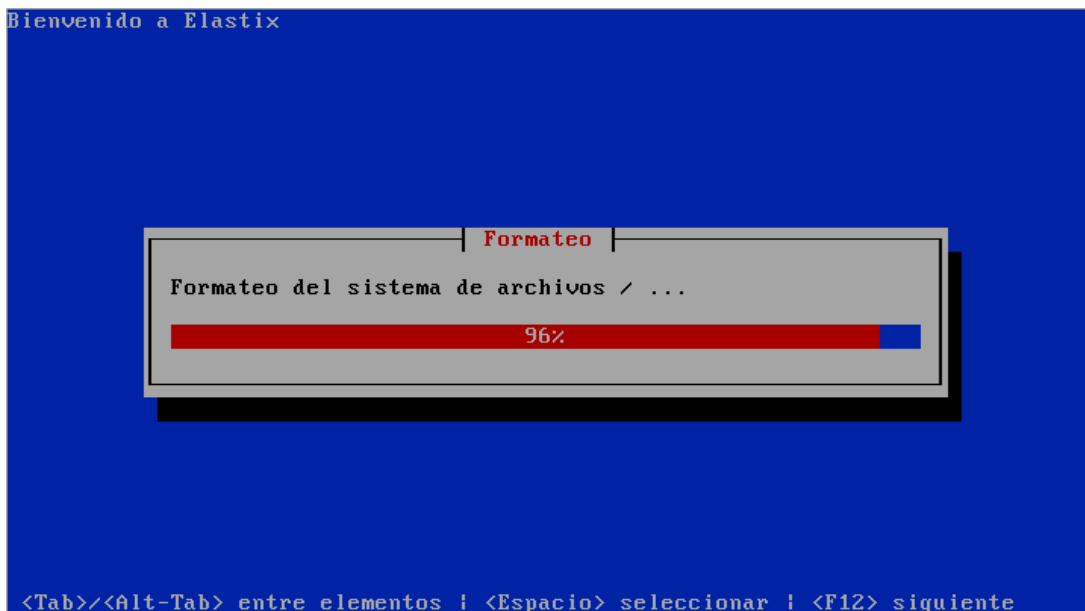 Bienvenido a Elastix
Formateo
Formateo del sistema de archivos / ...
96%
<Tab>/<Alt-Tab> entre elementos ¦ <Espacio> seleccionar ¦ <F12> siguiente